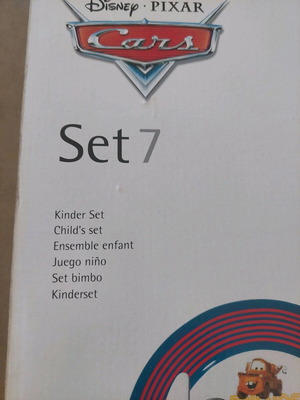 Disney · PIXAR
Cars
Set 7
Kinder Set
Child's set
Ensemble enfant
Juego niño
Set bimbo
Kinderset